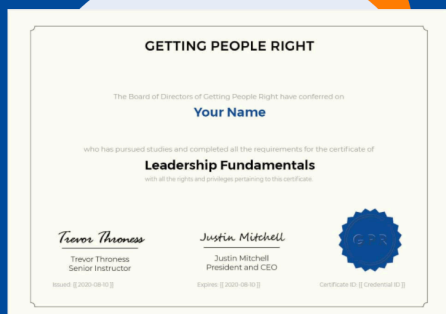 GETTING PEOPLE RIGHT
The Board of Directors of Getting People Right have conferred on
Your Name
who has pursued studies and completed all the requirements for the certificate of
Leadership Fundamentals
with all the rights and privileges pertaining to this certificate.
Trevor Throness
Justin Mitchell
GPR
Trevor Throness
Senior Instructor
Justin Mitchell
President and CEO
Issued: [[ 2020-08-10 ]]
Expires: [[ 2020-08-10 ]]
Certificate ID: [[ Credential ID ]]